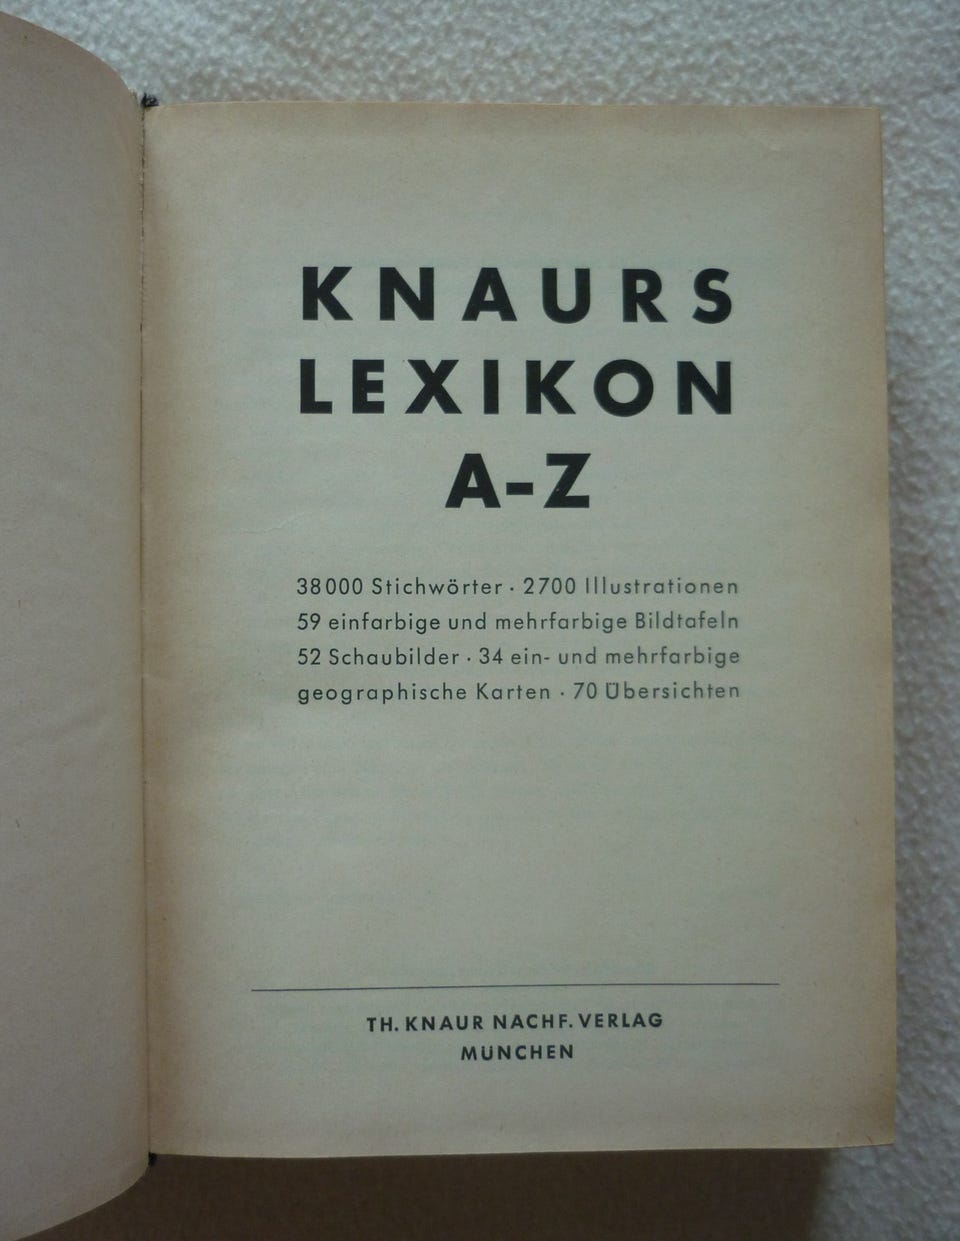 KNAURS
LEXIKON
A-Z
38000 Stichwörter · 2700 Illustrationen
59 einfarbige und mehrfarbige Bildtafeln
52 Schaubilder · 34 ein- und mehrfarbige
geographische Karten · 70 Übersichten
TH. KNAUR NACHF. VERLAG
MÜNCHEN